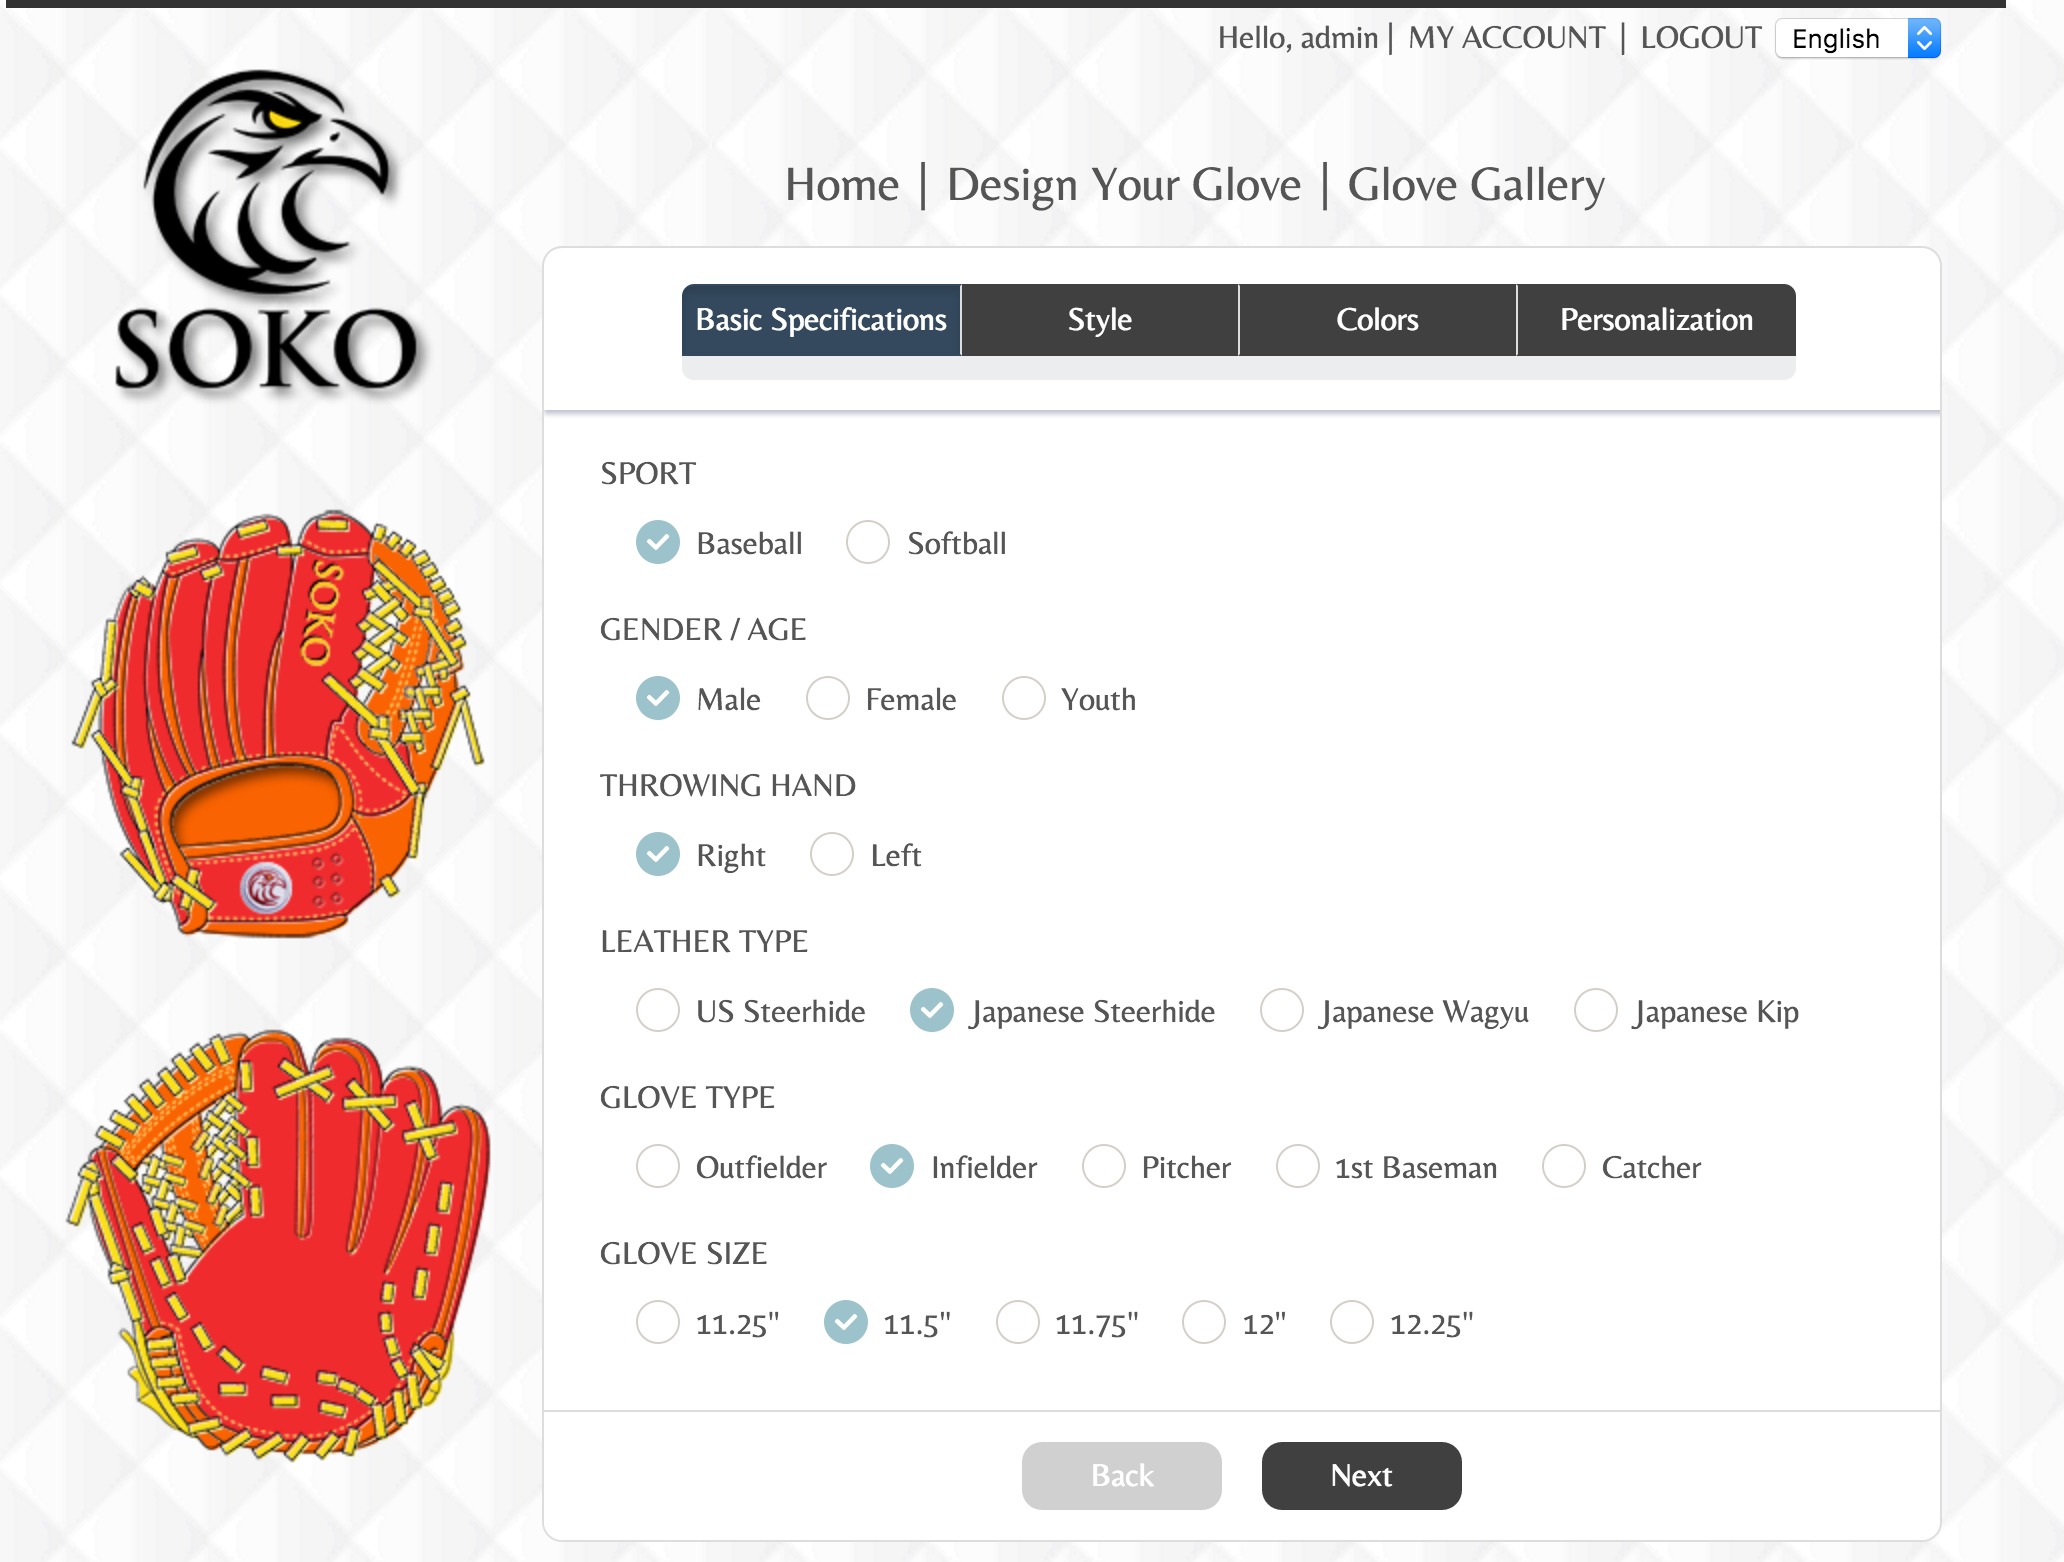 Hello, admin | MY ACCOUNT | LOGOUT English
SOKO
Home | Design Your Glove | Glove Gallery
Basic Specifications Style Colors Personalization
SPORT
Baseball Softball
SOKO
GENDER / AGE
Male Female Youth
THROWING HAND
Right Left
LEATHER TYPE
US Steerhide Japanese Steerhide Japanese Wagyu Japanese Kip
GLOVE TYPE
Outfielder Infielder Pitcher 1st Baseman Catcher
GLOVE SIZE
11.25" 11.5" 11.75" 12" 12.25"
Back Next